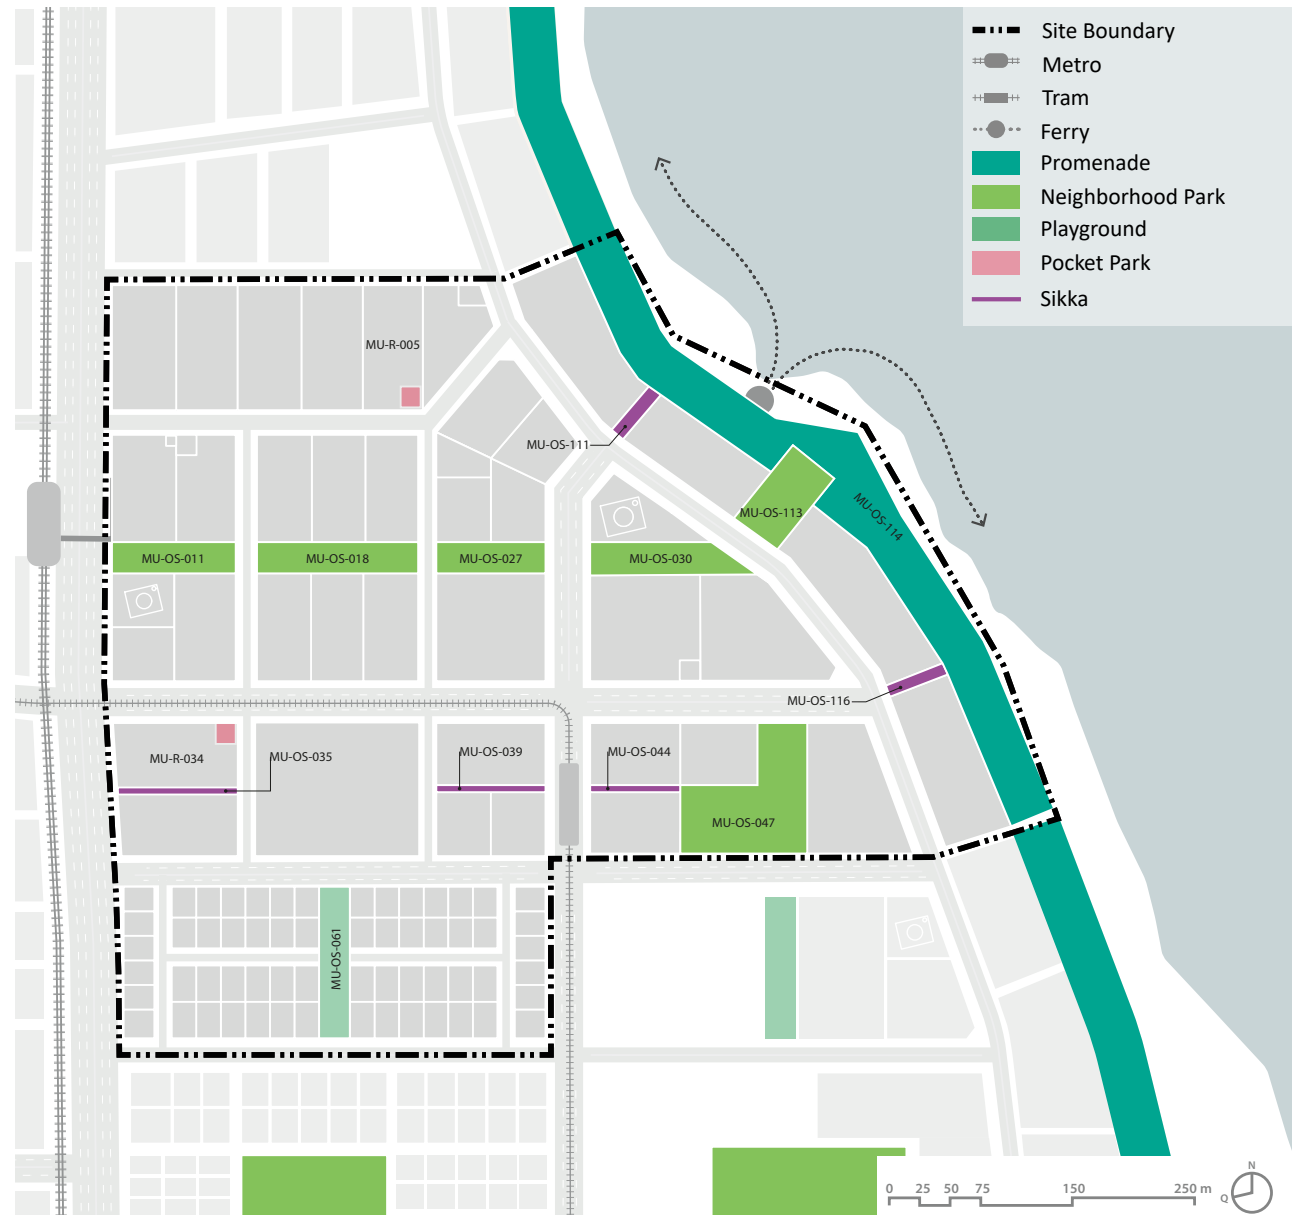 Site Boundary
Metro
Tram
Ferry
Promenade
Neighborhood Park
Playground
Pocket Park
Sikka
MU-R-005
MU-OS-111
MU-OS-113
MU-OS-114
MU-OS-011
MU-OS-018
MU-OS-027
MU-OS-030
MU-OS-116
MU-R-034
MU-OS-035
MU-OS-039
MU-OS-044
MU-OS-047
MU-OS-061
N
Q
0 25 50 75 150 250 m